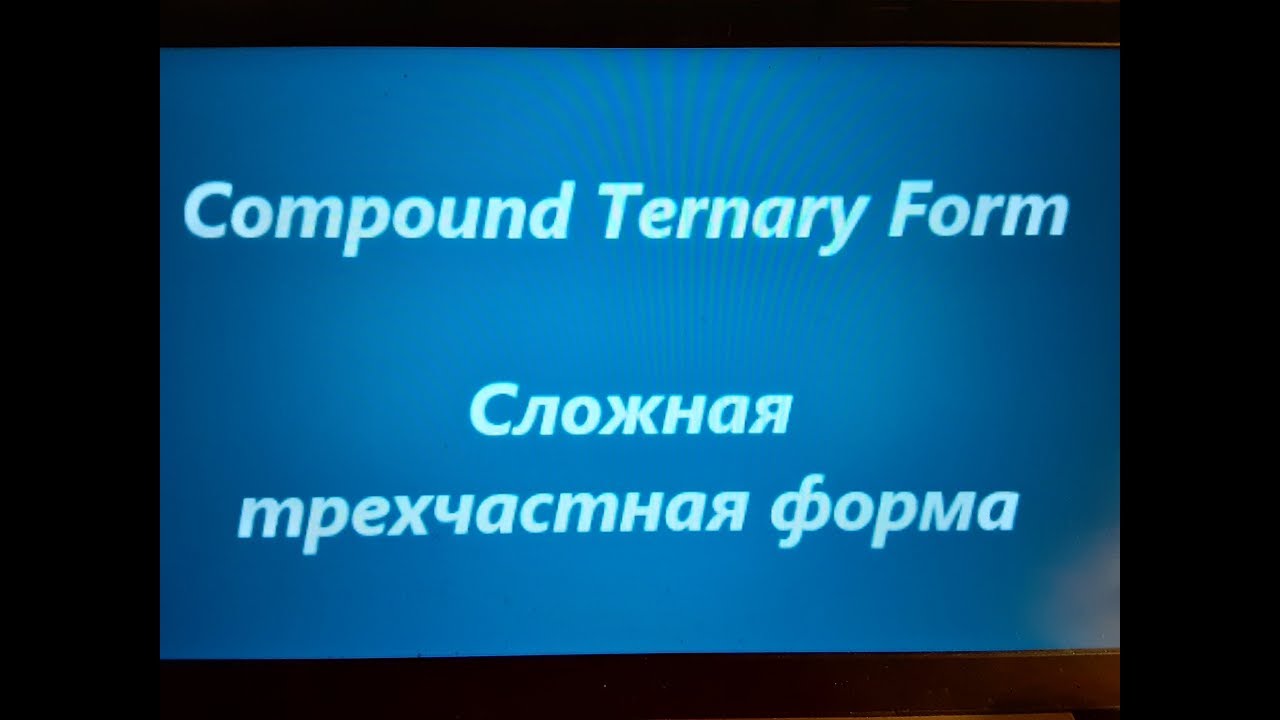 Compound Ternary Form
Сложная
трехчастная форма